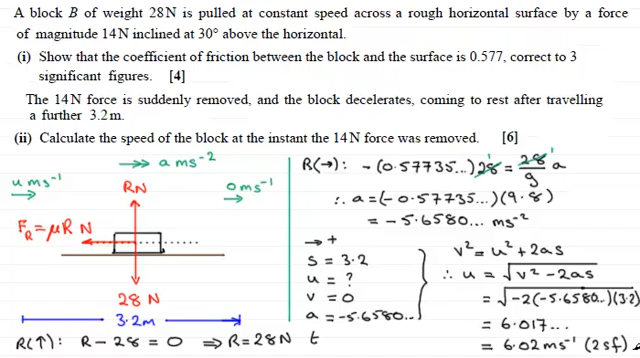 A block B of weight 28 N is pulled at constant speed across a rough horizontal surface by a force
of magnitude 14 N inclined at 30° above the horizontal.
(i) Show that the coefficient of friction between the block and the surface is 0.577, correct to 3
significant figures. [4]
The 14 N force is suddenly removed, and the block decelerates, coming to rest after travelling
a further 3.2 m.
(ii) Calculate the speed of the block at the instant the 14 N force was removed. [6]
a ms⁻²
u ms⁻¹
RN
0 ms⁻¹
F_R = μR N
28 N
3.2m
R(↑): R − 28 = 0 ⇒ R = 28N
R(→): −(0.57735...)28 = 28/g a
∴ a = (−0.57735...)(9.8)
= −5.6580... ms⁻²
→ +
s = 3.2
u = ?
v = 0
a = −5.6580...
t
v² = u² + 2as
∴ u = √(v² − 2as)
= √(−2(−5.6580..)(3.2)
= 6.017...
= 6.02 ms⁻¹ (2sf)